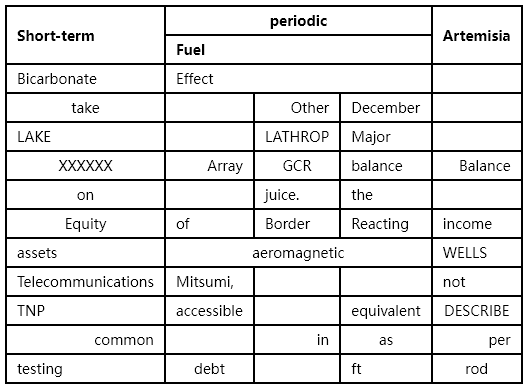 Short-term periodic Artemisia
Fuel
Bicarbonate Effect
take Other December
LAKE LATHROP Major
XXXXXX Array GCR balance Balance
on juice. the
Equity of Border Reacting income
assets aeromagnetic WELLS
Telecommunications Mitsumi, not
TNP accessible equivalent DESCRIBE
common in as per
testing debt ft rod